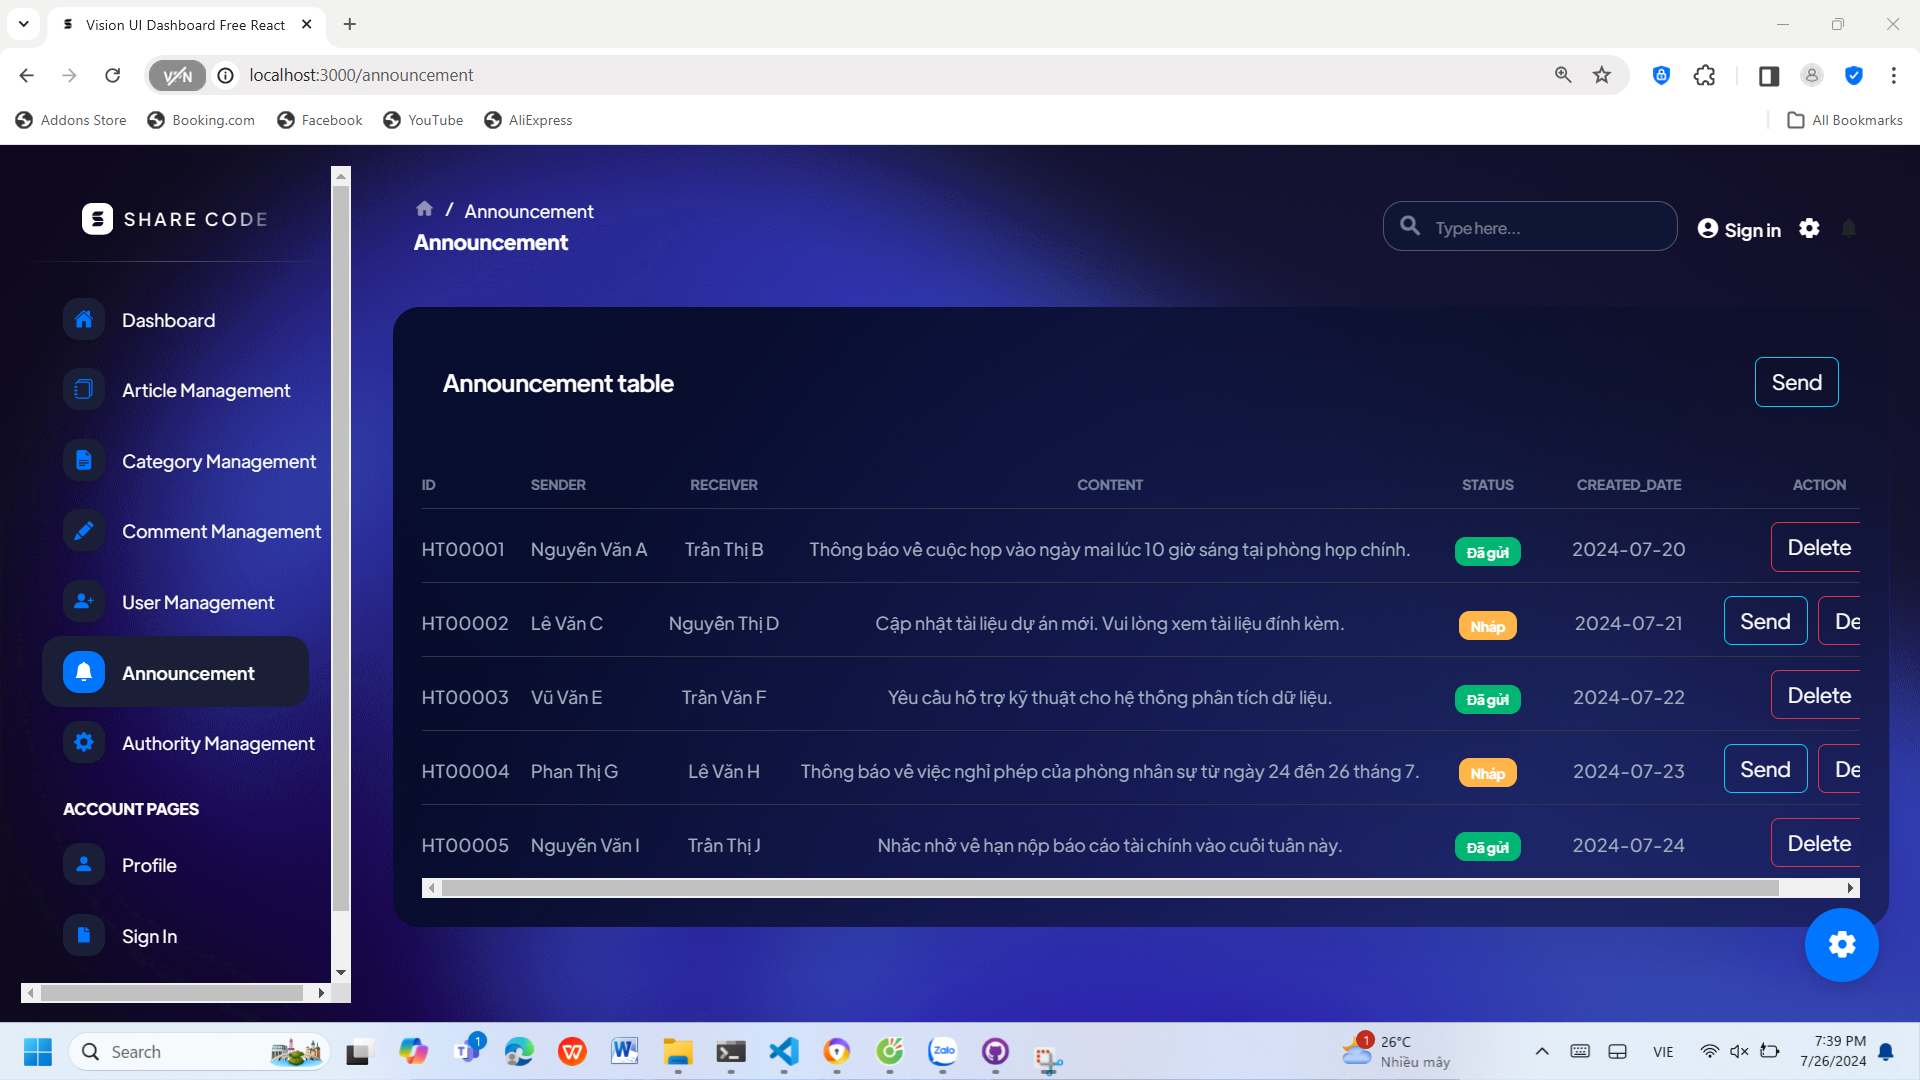 Vision UI Dashboard Free React
VPN
localhost:3000/announcement
Addons Store
Booking.com
Facebook
YouTube
AliExpress
All Bookmarks
SHARE CODE
Dashboard
Article Management
Category Management
Comment Management
User Management
Announcement
Authority Management
ACCOUNT PAGES
Profile
Sign In
/ Announcement
Announcement
Type here...
Sign in
Announcement table
Send
ID SENDER RECEIVER CONTENT STATUS CREATED_DATE ACTION
HT00001 Nguyễn Văn A Trần Thị B Thông báo về cuộc họp vào ngày mai lúc 10 giờ sáng tại phòng họp chính. Đã gửi 2024-07-20 Delete
HT00002 Lê Văn C Nguyễn Thị D Cập nhật tài liệu dự án mới. Vui lòng xem tài liệu đính kèm. Nháp 2024-07-21 Send De
HT00003 Vũ Văn E Trần Văn F Yêu cầu hỗ trợ kỹ thuật cho hệ thống phân tích dữ liệu. Đã gửi 2024-07-22 Delete
HT00004 Phan Thị G Lê Văn H Thông báo về việc nghỉ phép của phòng nhân sự từ ngày 24 đến 26 tháng 7. Nháp 2024-07-23 Send De
HT00005 Nguyễn Văn I Trần Thị J Nhắc nhở về hạn nộp báo cáo tài chính vào cuối tuần này. Đã gửi 2024-07-24 Delete
Search
1
Zalo
1
26°C
Nhiều mây
VIE
7:39 PM
7/26/2024